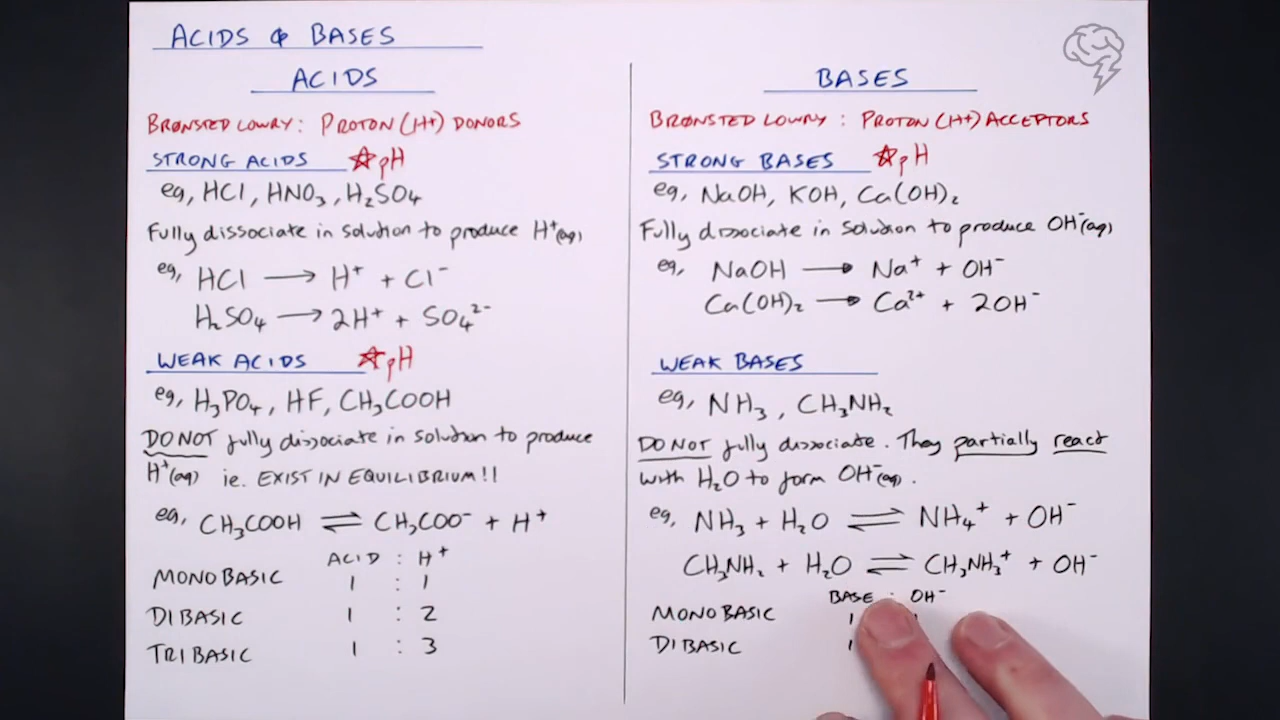 ACIDS & BASES
ACIDS
BRØNSTED LOWRY: PROTON (H+) DONORS
STRONG ACIDS ☆pH
eg, HCl, HNO₃, H₂SO₄
Fully dissociate in solution to produce H⁺(aq)
eg, HCl ⟶ H⁺ + Cl⁻
H₂SO₄ ⟶ 2H⁺ + SO₄²⁻
WEAK ACIDS ☆pH
eg, H₃PO₄, HF, CH₃COOH
DO NOT fully dissociate in solution to produce
H⁺(aq) ie. EXIST IN EQUILIBRIUM!!
eg, CH₃COOH ⇌ CH₃COO⁻ + H⁺
ACID : H⁺
MONOBASIC 1 : 1
DIBASIC 1 : 2
TRIBASIC 1 : 3
BASES
BRØNSTED LOWRY : PROTON (H+) ACCEPTORS
STRONG BASES ☆pH
eg, NaOH, KOH, Ca(OH)₂
Fully dissociate in solution to produce OH⁻(aq)
eg, NaOH ⟶ Na⁺ + OH⁻
Ca(OH)₂ ⟶ Ca²⁺ + 2OH⁻
WEAK BASES
eg, NH₃, CH₃NH₂
DO NOT fully dissociate. They partially react
with H₂O to form OH⁻(aq).
eg, NH₃ + H₂O ⇌ NH₄⁺ + OH⁻
CH₃NH₂ + H₂O ⇌ CH₃NH₃⁺ + OH⁻
BASE : OH⁻
MONOBASIC 1
DIBASIC 1